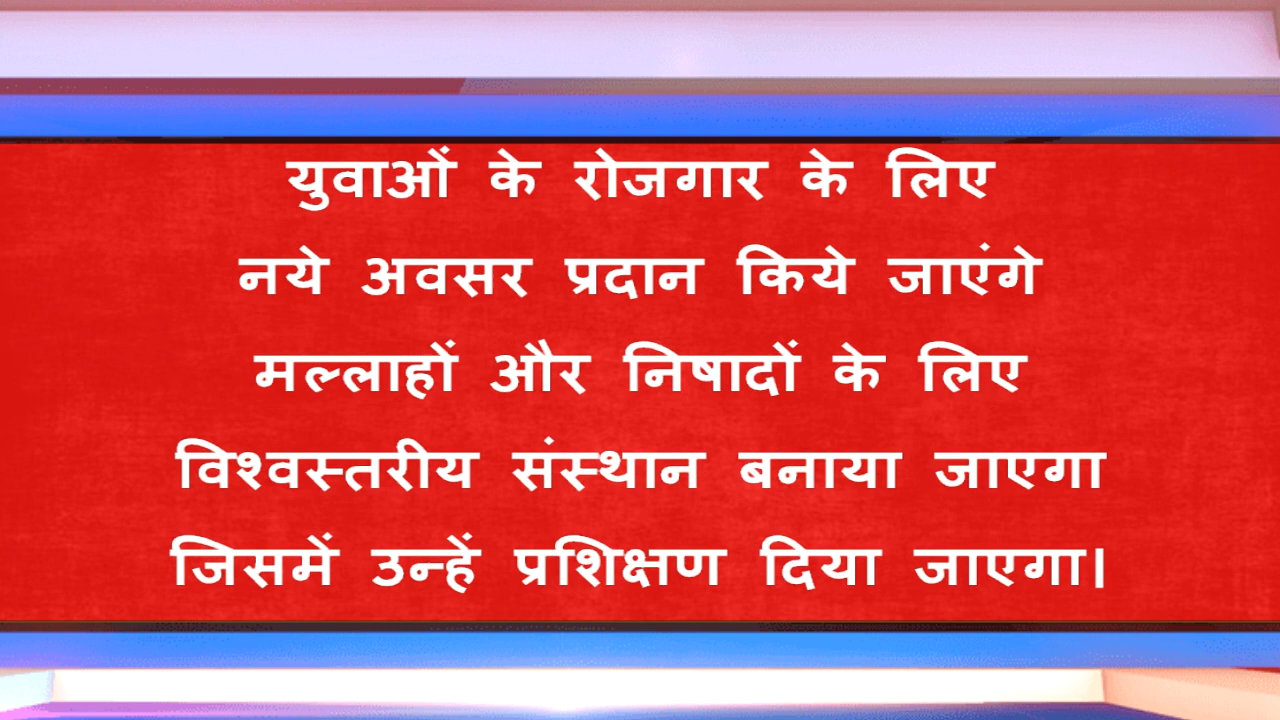 युवाओं के रोजगार के लिए
नये अवसर प्रदान किये जाएंगे
मल्लाहों और निषादों के लिए
विश्वस्तरीय संस्थान बनाया जाएगा
जिसमें उन्हें प्रशिक्षण दिया जाएगा।